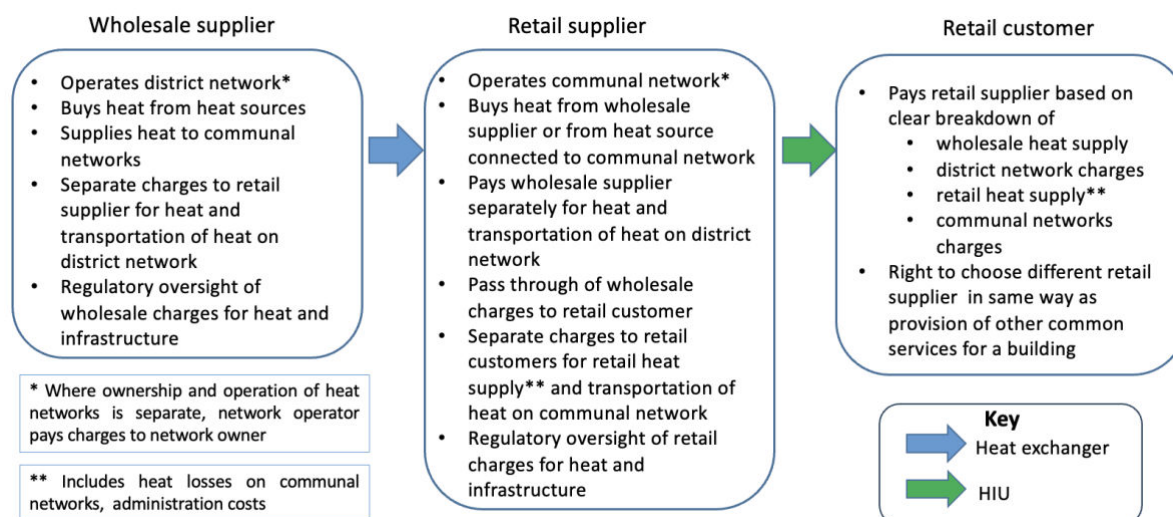 Wholesale supplier
• Operates district network*
• Buys heat from heat sources
• Supplies heat to communal
networks
• Separate charges to retail
supplier for heat and
transportation of heat on
district network
• Regulatory oversight of
wholesale charges for heat and
infrastructure
* Where ownership and operation of heat
networks is separate, network operator
pays charges to network owner
** Includes heat losses on communal
networks, administration costs
Retail supplier
• Operates communal network*
• Buys heat from wholesale
supplier or from heat source
connected to communal network
• Pays wholesale supplier
separately for heat and
transportation of heat on district
network
• Pass through of wholesale
charges to retail customer
• Separate charges to retail
customers for retail heat
supply** and transportation of
heat on communal network
• Regulatory oversight of retail
charges for heat and
infrastructure
Retail customer
• Pays retail supplier based on
clear breakdown of
• wholesale heat supply
• district network charges
• retail heat supply**
• communal networks
charges
• Right to choose different retail
supplier in same way as
provision of other common
services for a building
Key
Heat exchanger
HIU